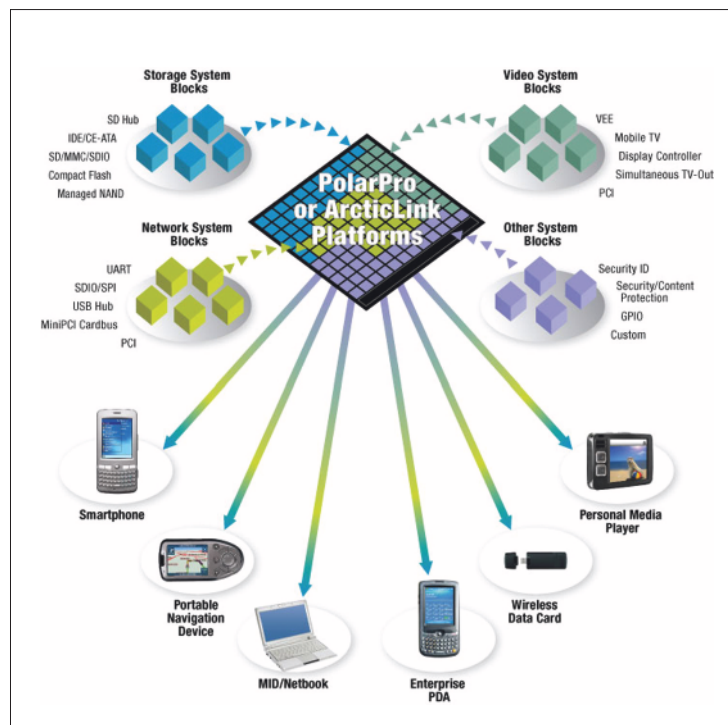 Storage System
Blocks
SD Hub
IDE/CE-ATA
SD/MMC/SDIO
Compact Flash
Managed NAND
Video System
Blocks
VEE
Mobile TV
Display Controller
Simultaneous TV-Out
PCI
PolarPro
or ArcticLink
Platforms
Network System
Blocks
UART
SDIO/SPI
USB Hub
MiniPCI Cardbus
PCI
Other System
Blocks
Security ID
Security/Content
Protection
GPIO
Custom
Smartphone
Portable
Navigation
Device
MID/Netbook
Enterprise
PDA
Wireless
Data Card
Personal Media
Player